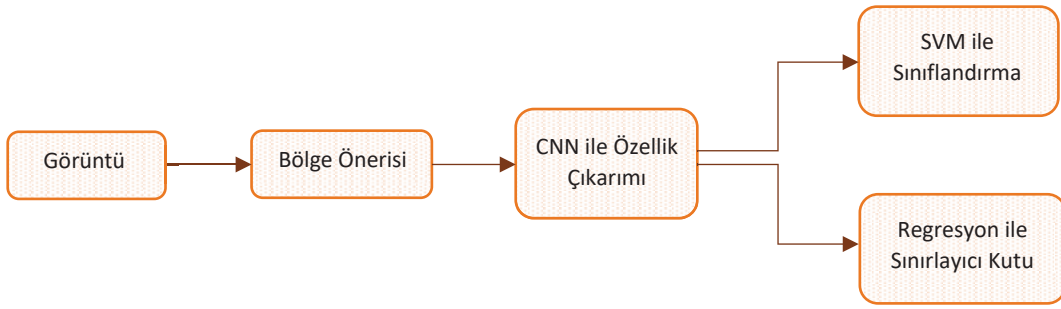 Görüntü
Bölge Önerisi
CNN ile Özellik
Çıkarımı
SVM ile
Sınıflandırma
Regresyon ile
Sınırlayıcı Kutu